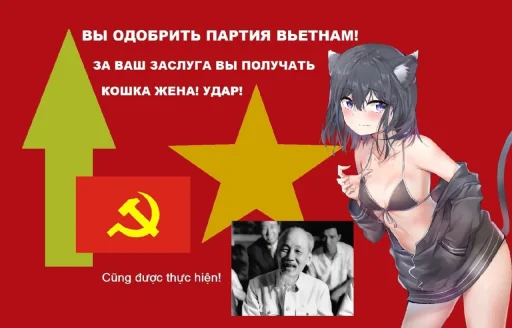 ВЫ ОДОБРИТЬ ПАРТИЯ ВЬЕТНАМ!
ЗА ВАШ ЗАСЛУГА ВЫ ПОЛУЧАТЬ
КОШКА ЖЕНА! УДАР!
Cũng được thực hiện!